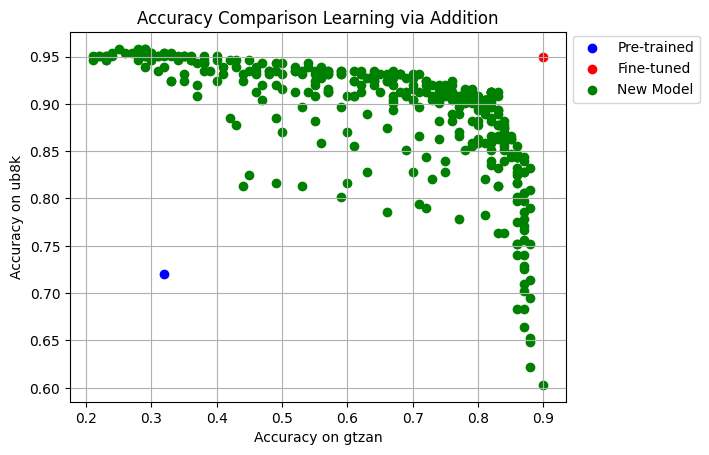 Accuracy Comparison Learning via Addition
Pre-trained
Fine-tuned
New Model
Accuracy on ub8k
0.95
0.90
0.85
0.80
0.75
0.70
0.65
0.60
0.2 0.3 0.4 0.5 0.6 0.7 0.8 0.9
Accuracy on gtzan